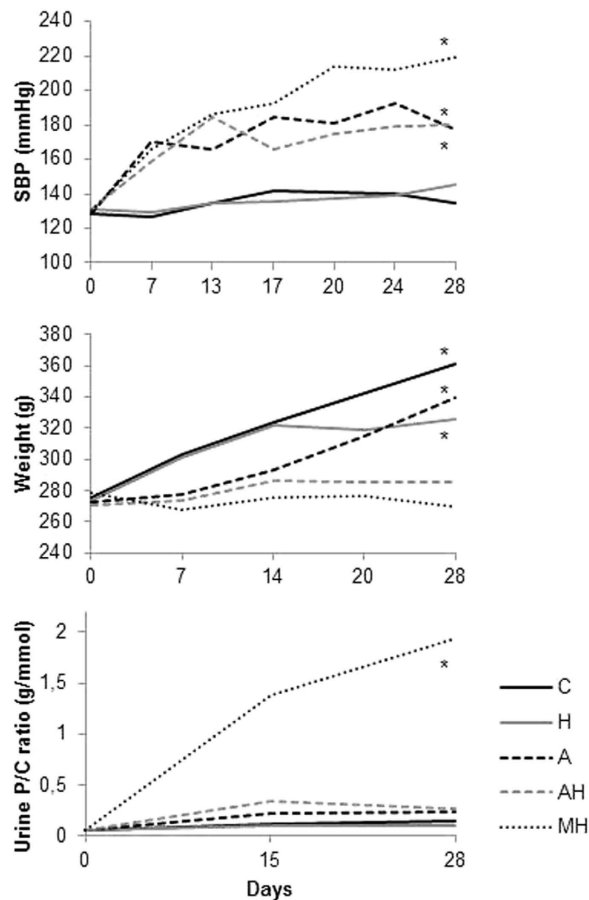 SBP (mmHg)
220
200
180
160
140
120
100
0 7 13 17 20 24 28
*
*
*
Weight (g)
360
340
320
300
280
260
240
0 7 14 20 28
*
*
*
Urine P/C ratio (g/mmol)
2
1,5
1
0,5
0
0 15 28
*
Days
C
H
A
AH
MH